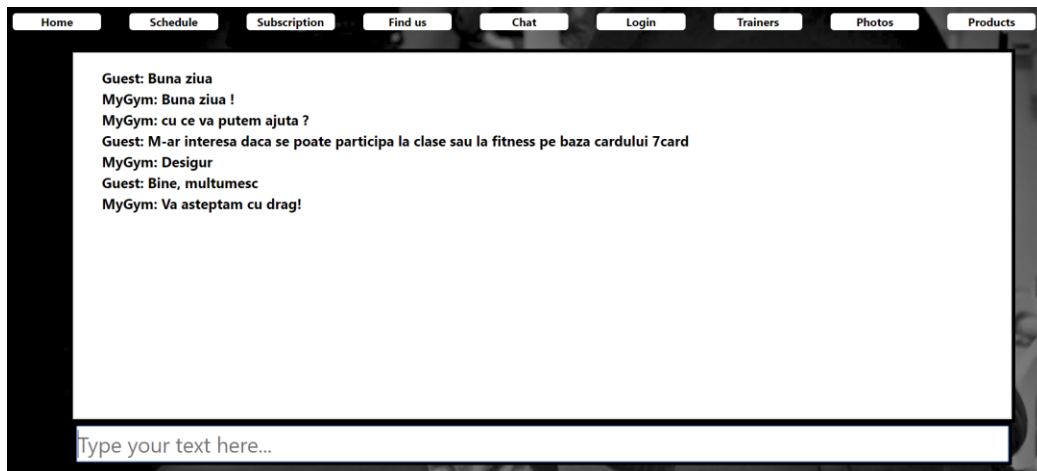 Home Schedule Subscription Find us Chat Login Trainers Photos Products
Guest: Buna ziua
MyGym: Buna ziua !
MyGym: cu ce va putem ajuta ?
Guest: M-ar interesa daca se poate participa la clase sau la fitness pe baza cardului 7card
MyGym: Desigur
Guest: Bine, multumesc
MyGym: Va asteptam cu drag!
Type your text here...